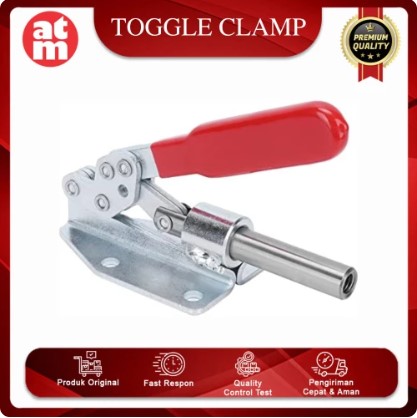 atm
TOGGLE CLAMP
PREMIUM
QUALITY
Produk Original
Fast Respon
Quality
Control Test
Pengiriman
Cepat & Aman